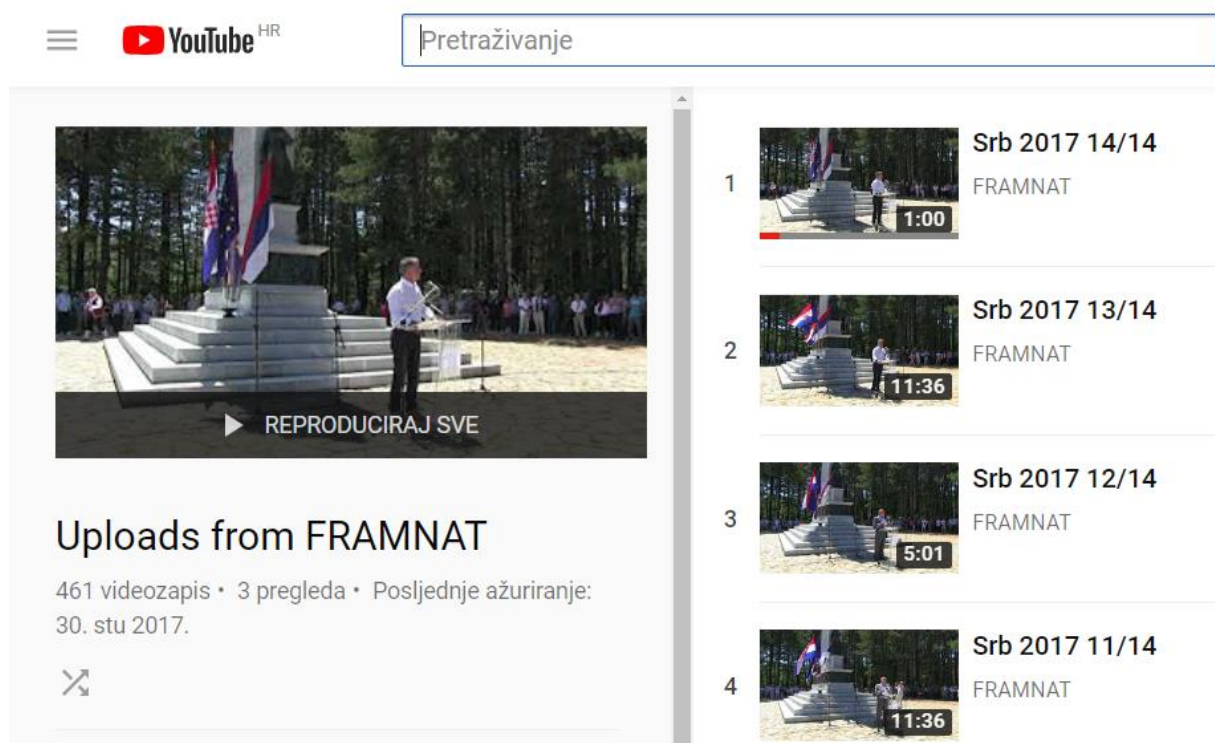 YouTube HR
Pretraživanje
REPRODUCIRAJ SVE
Uploads from FRAMNAT
461 videozapis • 3 pregleda • Posljednje ažuriranje:
30. stu 2017.
1
Srb 2017 14/14
FRAMNAT
1:00
2
Srb 2017 13/14
FRAMNAT
11:36
3
Srb 2017 12/14
FRAMNAT
5:01
4
Srb 2017 11/14
FRAMNAT
11:36